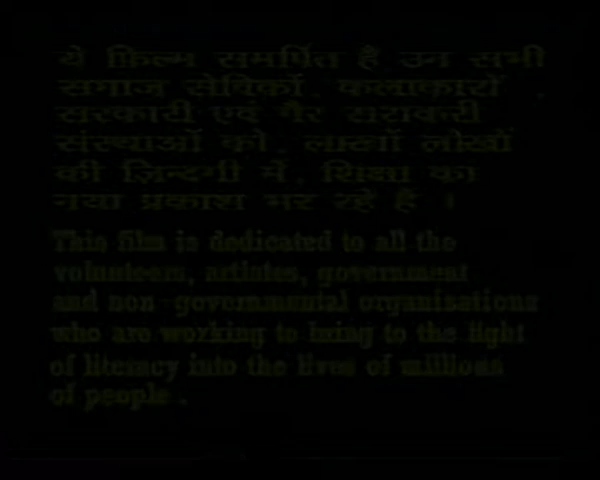 ये फ़िल्म समर्पित है उन सभी
समाज सेविकों, कलाकारों,
सरकारी एवं गैर सरकारी
संस्थाओं को, लाखों लोखों
की ज़िन्दगी में, शिक्षा का
नया प्रकाश भर रहे है ।
This film is dedicated to all the
volunteers, artistes, government
and non-governmental organisations
who are working to bring to the light
of literacy into the lives of millions
of people.